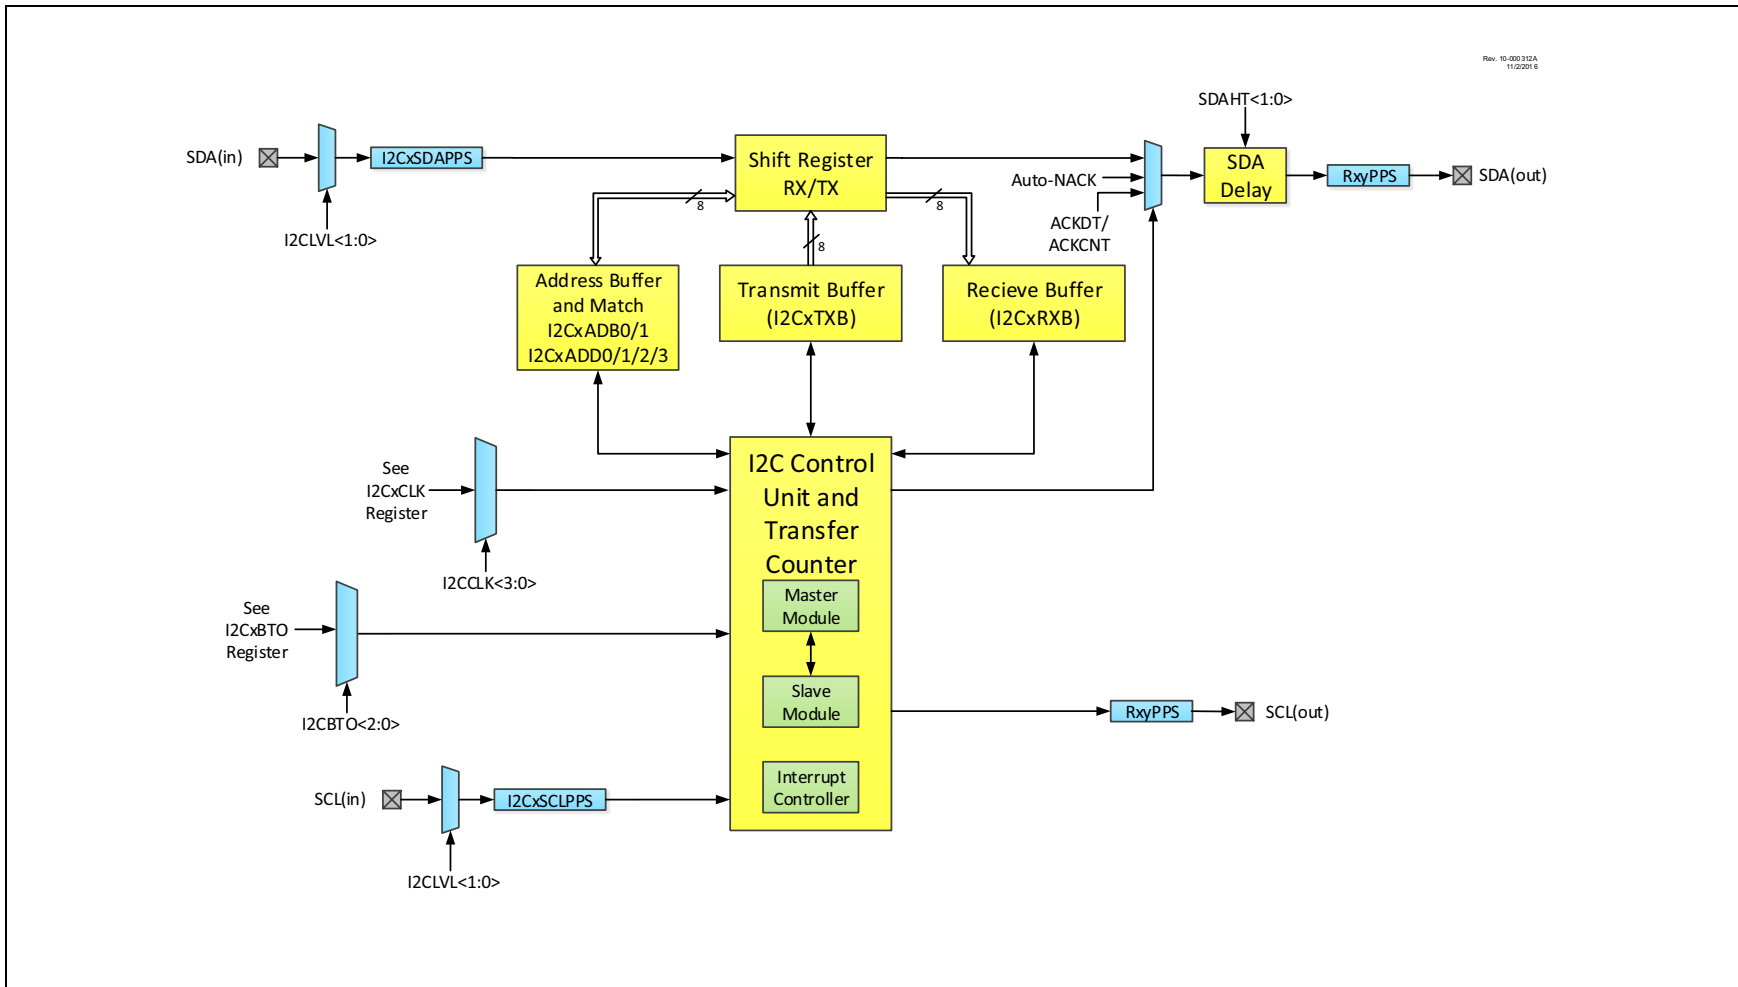 Rev. 10-000312A
11/2/2016
SDAHT<1:0>
SDA(in)
I2CxSDAPPS
I2CLVL<1:0>
Shift Register
RX/TX
8
8
8
Auto-NACK
ACKDT/
ACKCNT
SDA
Delay
RxyPPS
SDA(out)
Address Buffer
and Match
I2CxADB0/1
I2CxADD0/1/2/3
Transmit Buffer
(I2CxTXB)
Recieve Buffer
(I2CxRXB)
See
I2CxCLK
Register
I2CCLK<3:0>
I2C Control
Unit and
Transfer
Counter
Master
Module
Slave
Module
Interrupt
Controller
See
I2CxBTO
Register
I2CBTO<2:0>
RxyPPS
SCL(out)
SCL(in)
I2CxSCLPPS
I2CLVL<1:0>